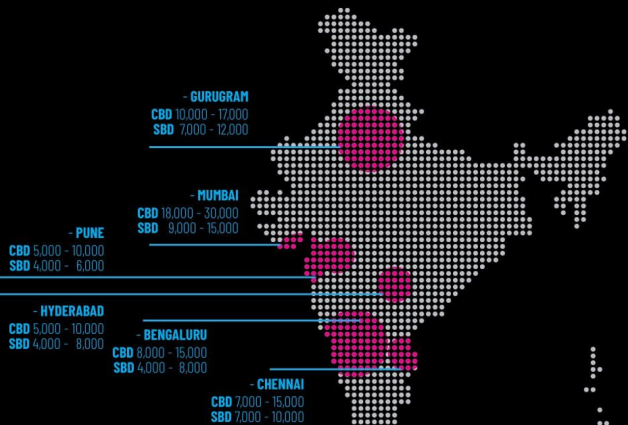 - GURUGRAM
CBD 10,000 - 17,000
SBD 7,000 - 12,000
- MUMBAI
CBD 18,000 - 30,000
SBD 9,000 - 15,000
- PUNE
CBD 5,000 - 10,000
SBD 4,000 - 6,000
- HYDERABAD
CBD 5,000 - 10,000
SBD 4,000 - 8,000
- BENGALURU
CBD 8,000 - 15,000
SBD 4,000 - 8,000
- CHENNAI
CBD 7,000 - 15,000
SBD 7,000 - 10,000